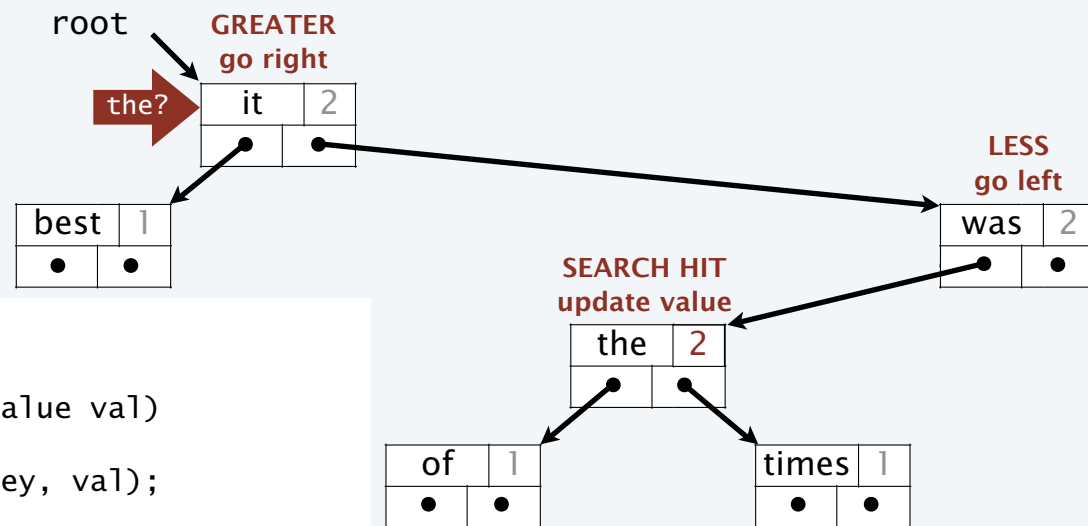 root
GREATER
go right
the?
it 2
LESS
go left
best 1
was 2
SEARCH HIT
update value
the 2
alue val)
ey, val);
of 1
times 1